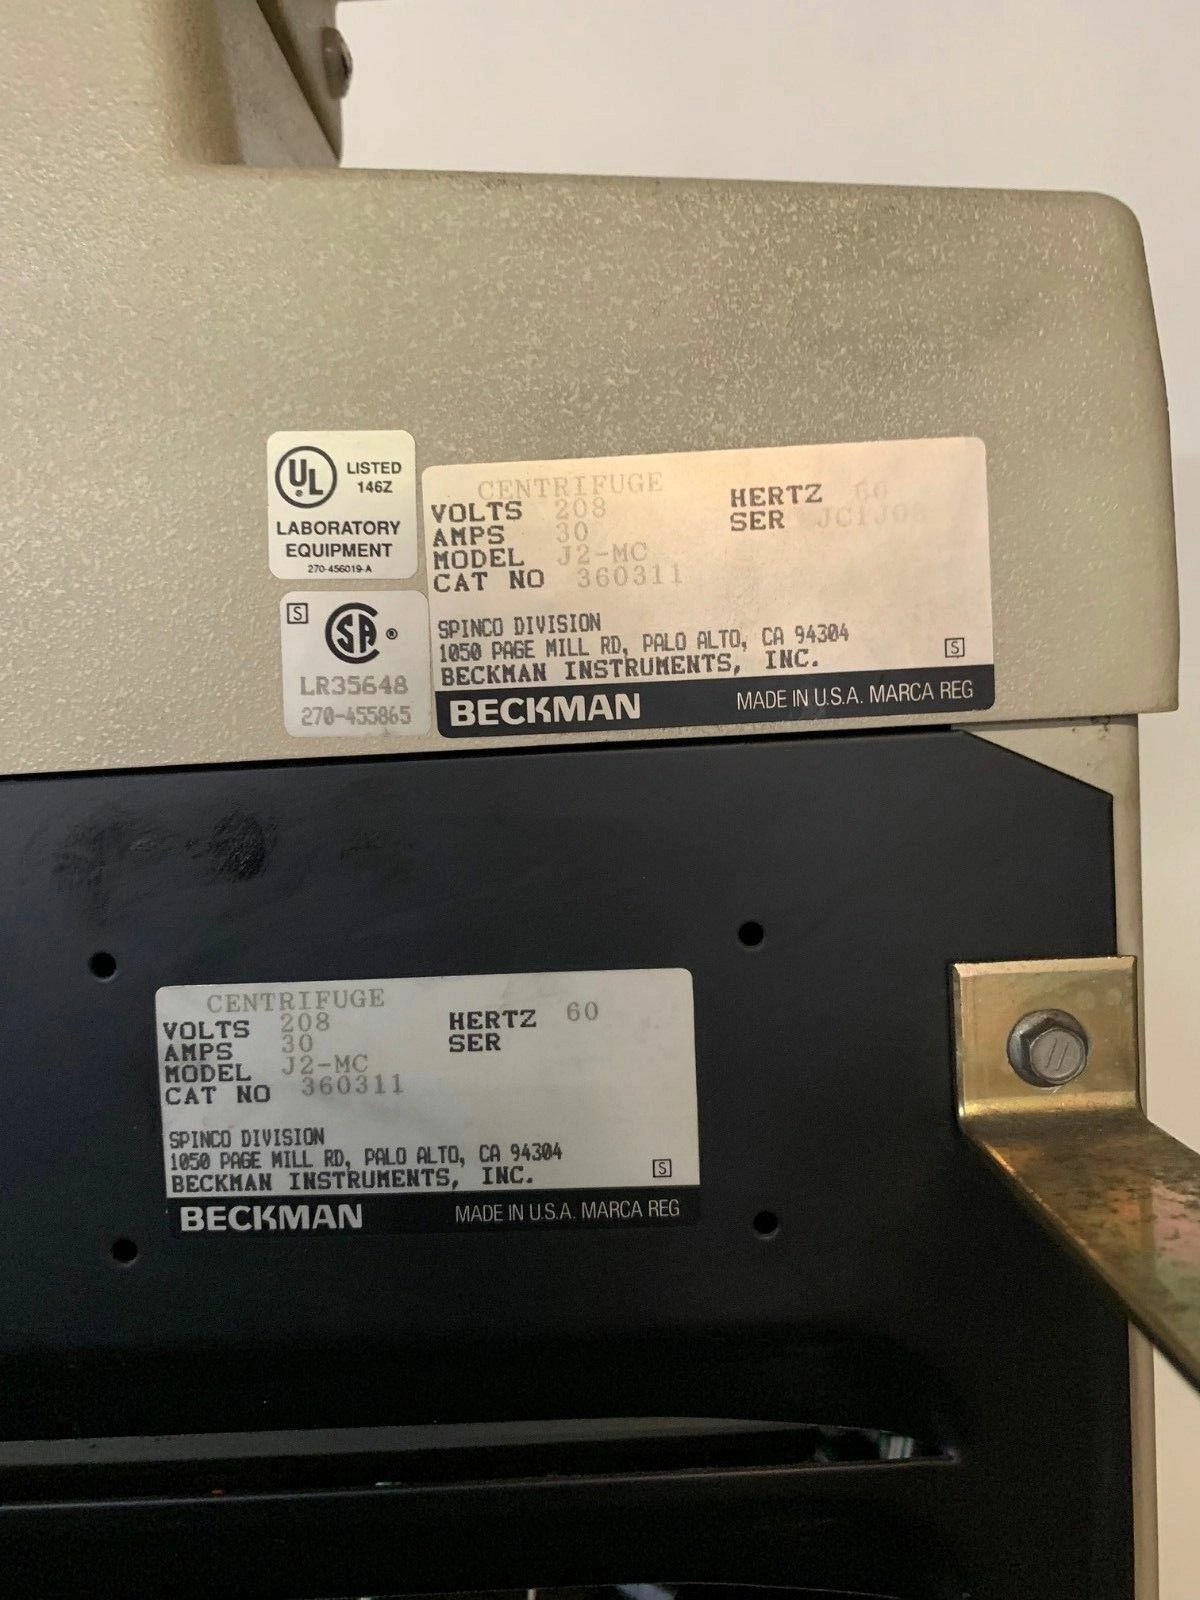 UL
LISTED
146Z
LABORATORY
EQUIPMENT
270-456019-A
S
SA ®
LR35648
270-455865
CENTRIFUGE
VOLTS 208 HERTZ 60
AMPS 30 SER
MODEL J2-MC
CAT NO 360311
SPINCO DIVISION
1050 PAGE MILL RD, PALO ALTO, CA 94304
BECKMAN INSTRUMENTS, INC. S
BECKMAN MADE IN U.S.A. MARCA REG
CENTRIFUGE
VOLTS 208 HERTZ 60
AMPS 30 SER
MODEL J2-MC
CAT NO 360311
SPINCO DIVISION
1050 PAGE MILL RD, PALO ALTO, CA 94304
BECKMAN INSTRUMENTS, INC. S
BECKMAN MADE IN U.S.A. MARCA REG